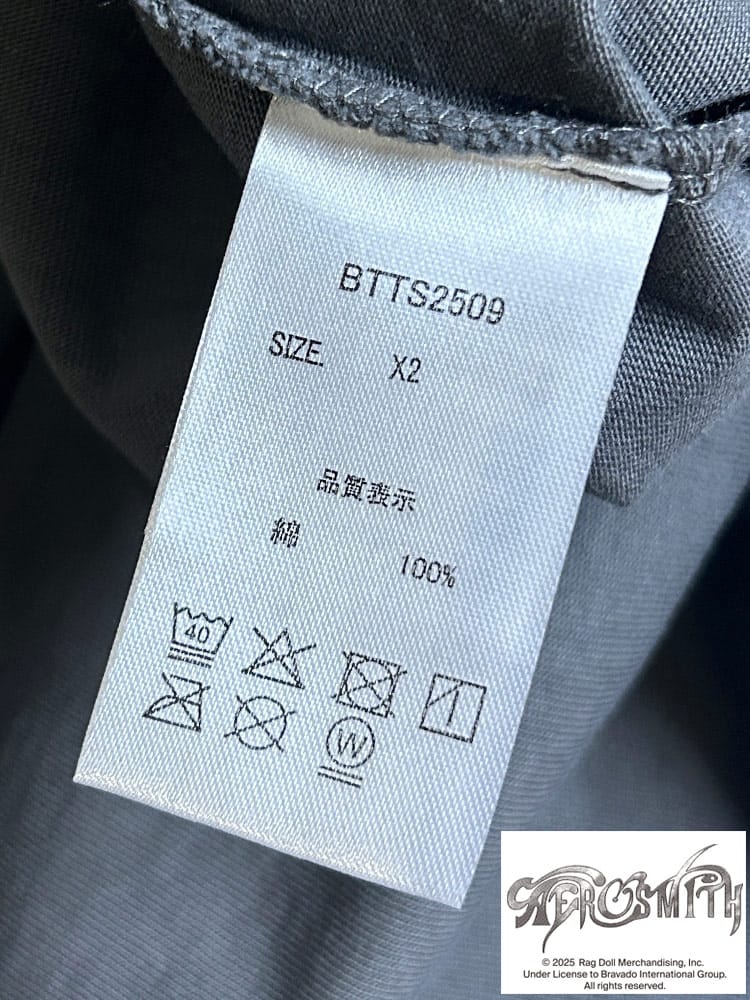 BTTS2509
SIZE. X2
品質表示
綿 100%
40
W
AEROSMITH
© 2025 Rag Doll Merchandising, Inc.
Under License to Bravado International Group.
All rights reserved.